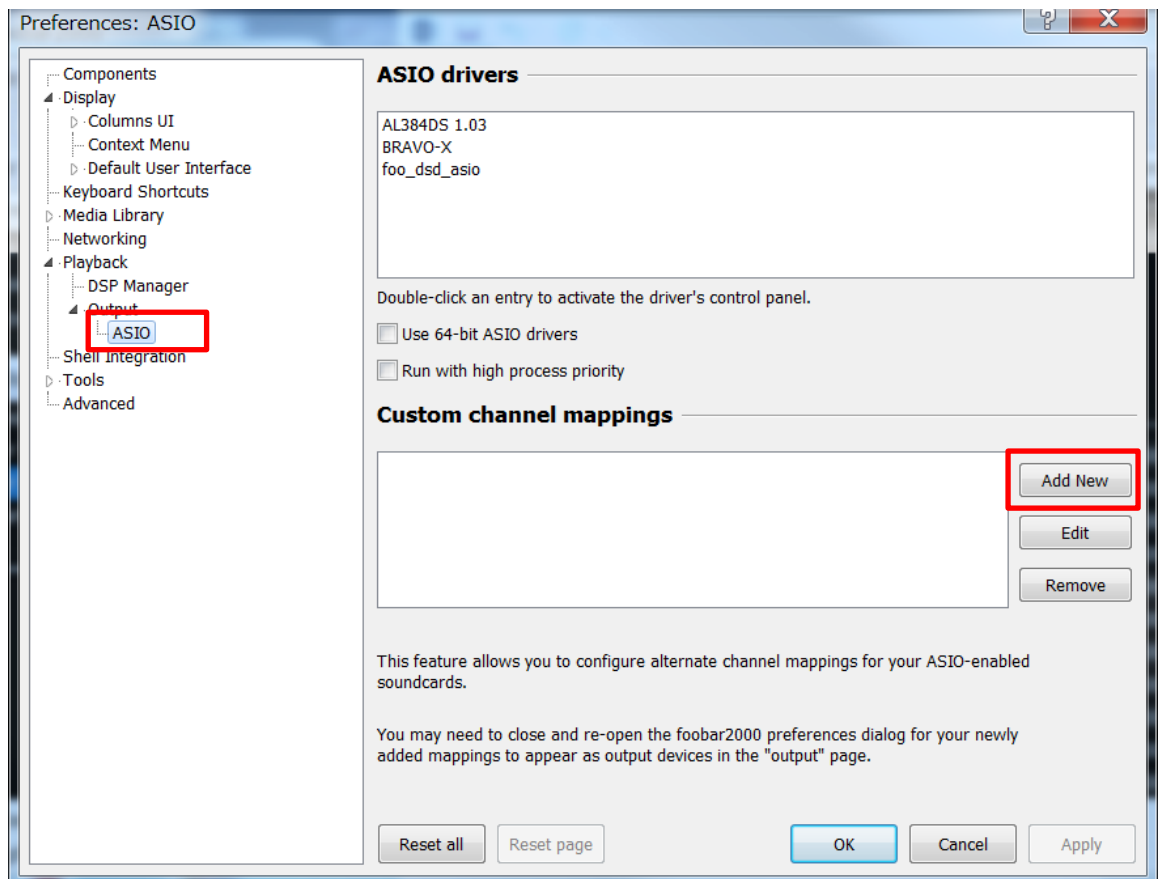 Preferences: ASIO
?
X
Components
Display
Columns UI
Context Menu
Default User Interface
Keyboard Shortcuts
Media Library
Networking
Playback
DSP Manager
Output
ASIO
Shell Integration
Tools
Advanced
ASIO drivers
AL384DS 1.03
BRAVO-X
foo_dsd_asio
Double-click an entry to activate the driver's control panel.
Use 64-bit ASIO drivers
Run with high process priority
Custom channel mappings
Add New
Edit
Remove
This feature allows you to configure alternate channel mappings for your ASIO-enabled
soundcards.
You may need to close and re-open the foobar2000 preferences dialog for your newly
added mappings to appear as output devices in the "output" page.
Reset all
Reset page
OK
Cancel
Apply